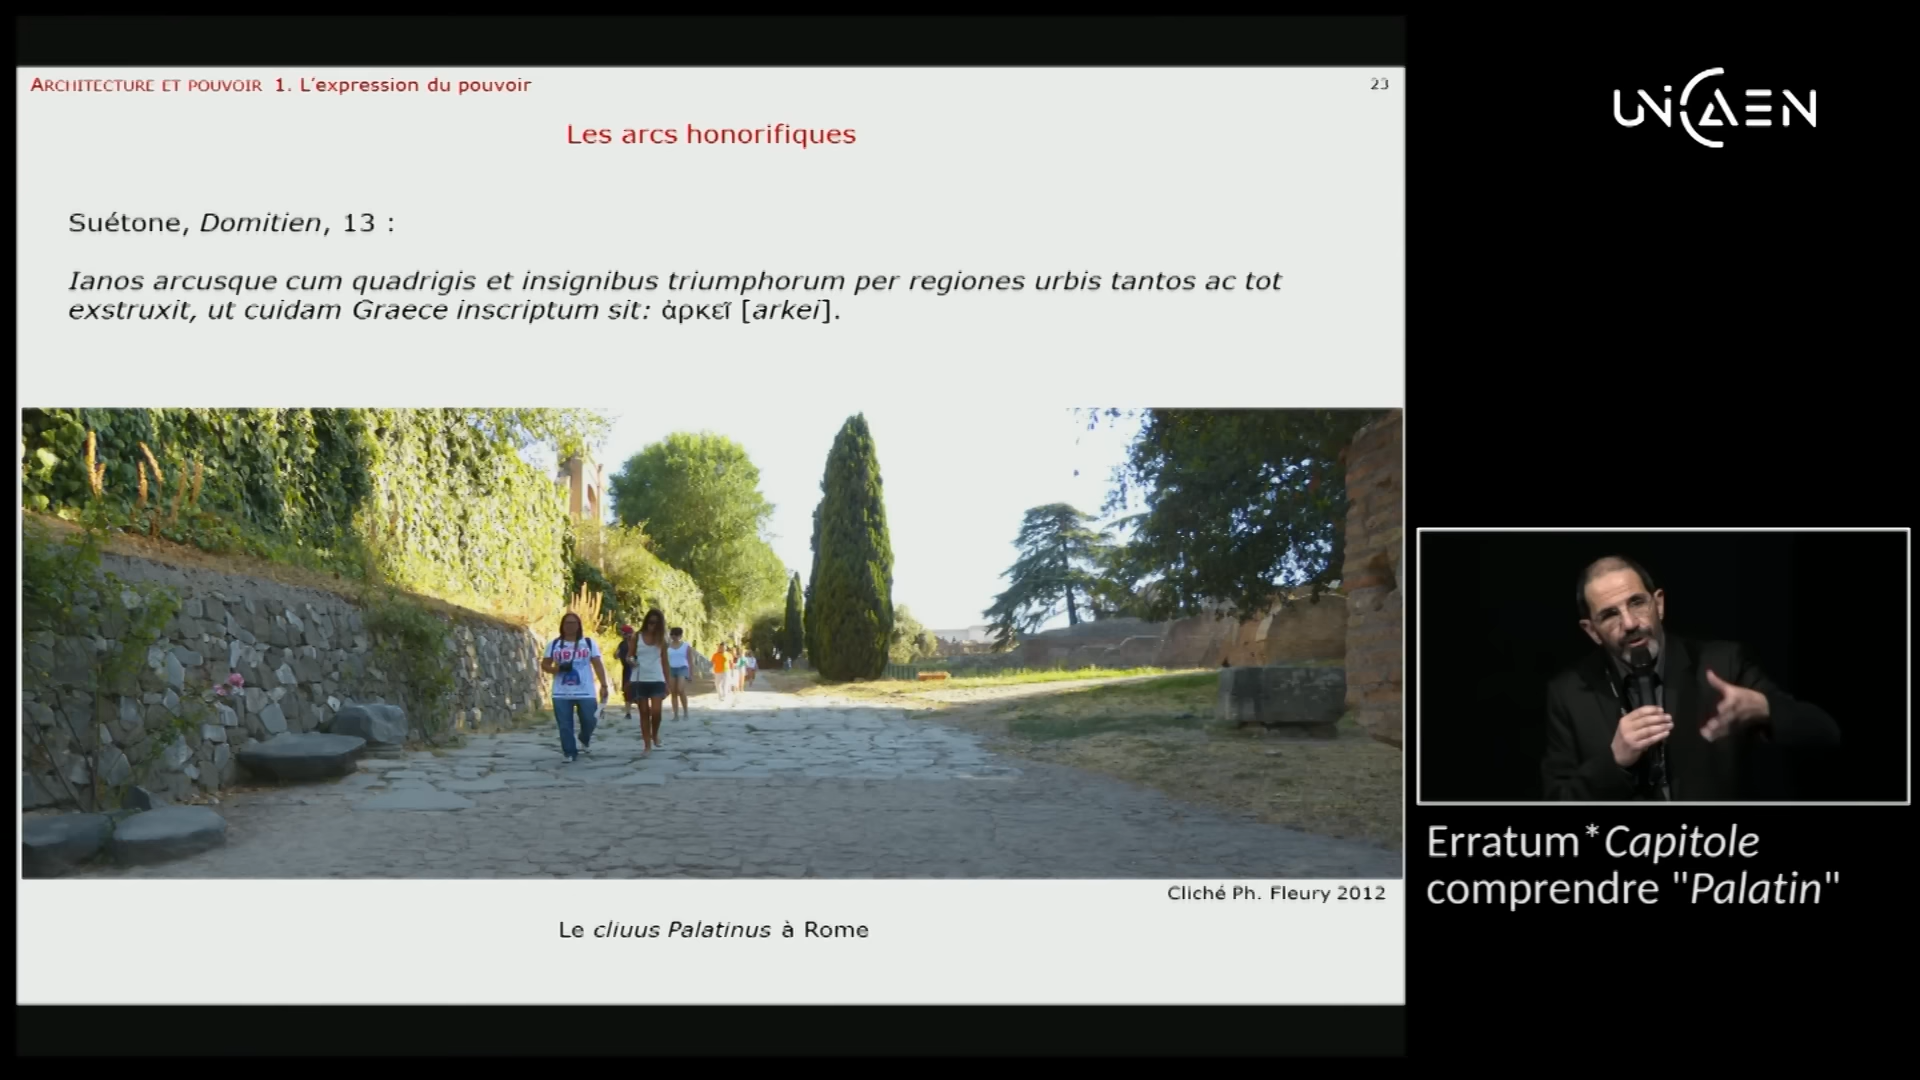 ARCHITECTURE ET POUVOIR 1. L'expression du pouvoir
23
Les arcs honorifiques
Suétone, Domitien, 13 :
Ianos arcusque cum quadrigis et insignibus triumphorum per regiones urbis tantos ac tot
exstruxit, ut cuidam Graece inscriptum sit: ἀρκεῖ [arkei].
Cliché Ph. Fleury 2012
Le cliuus Palatinus à Rome
UNICAEN
Erratum*Capitole
comprendre "Palatin"